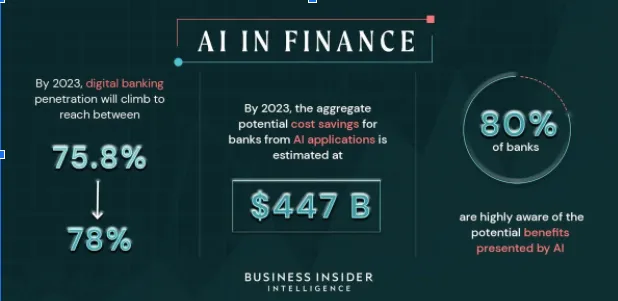 AI IN FINANCE
By 2023, digital banking
penetration will climb to
reach between
75.8%
78%
By 2023, the aggregate
potential cost savings for
banks from AI applications is
estimated at
$447 B
80%
of banks
are highly aware of the
potential benefits
presented by AI
BUSINESS INSIDER
INTELLIGENCE